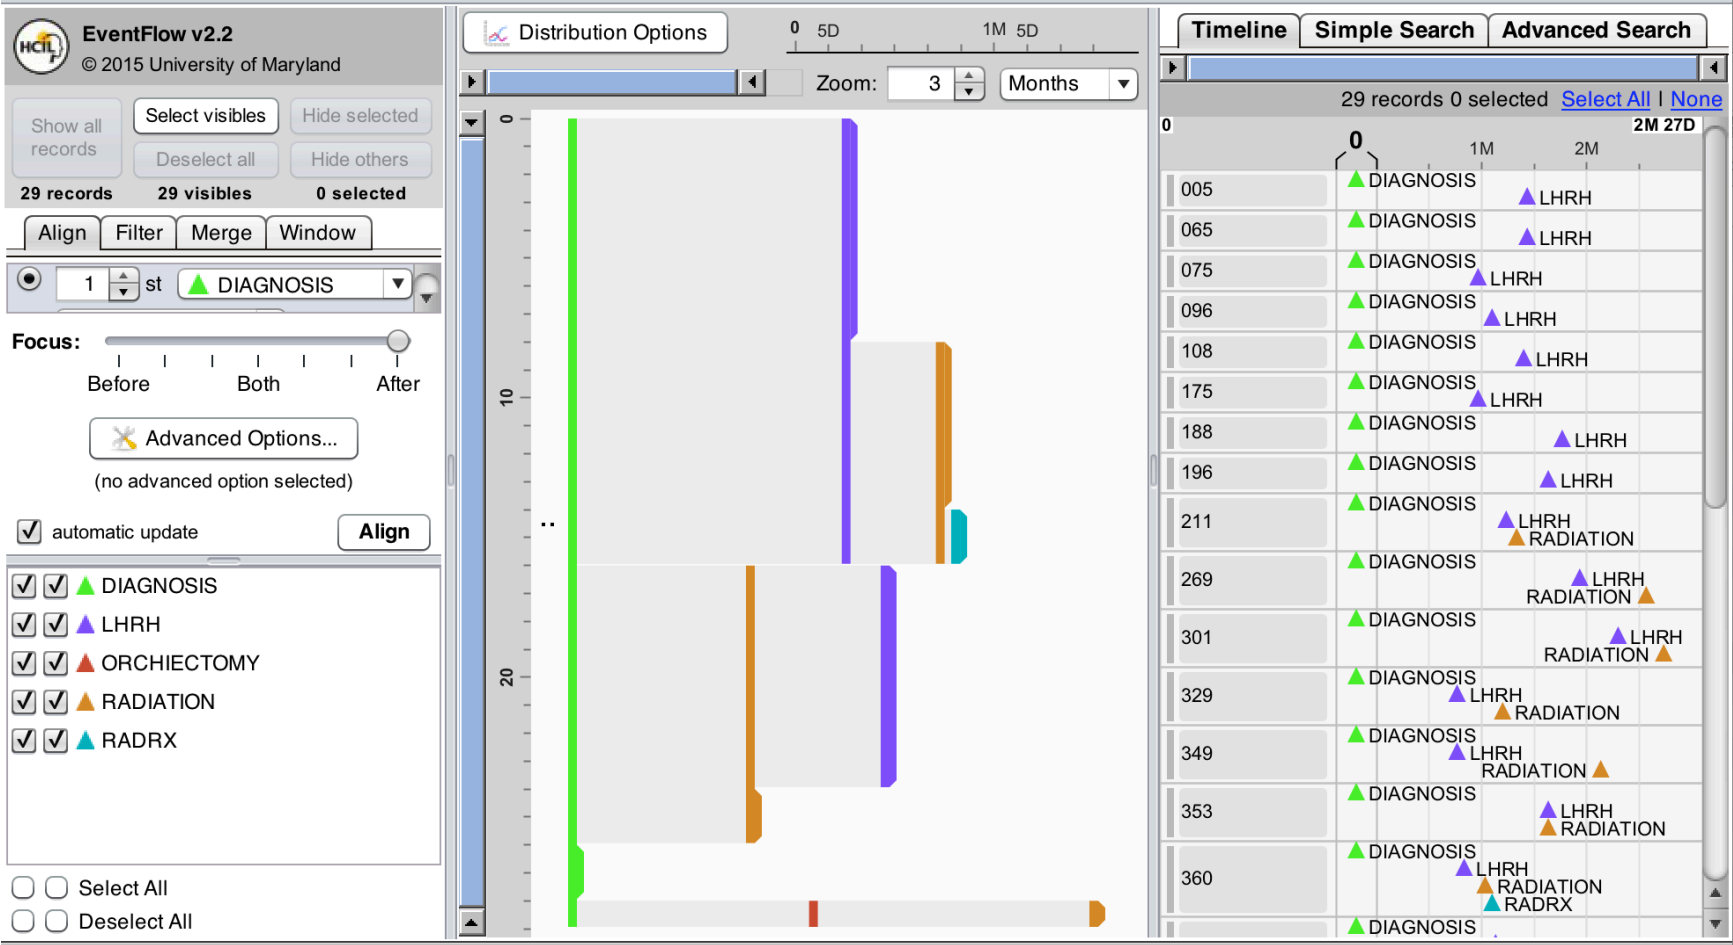 HCIL
EventFlow v2.2
© 2015 University of Maryland
Show all records
Select visibles
Hide selected
Deselect all
Hide others
29 records
29 visibles
0 selected
Align
Filter
Merge
Window
1
st
DIAGNOSIS
Focus:
Before
Both
After
Advanced Options...
(no advanced option selected)
automatic update
Align
DIAGNOSIS
LHRH
ORCHIECTOMY
RADIATION
RADRX
Select All
Deselect All
Distribution Options
0
5D
1M
5D
Zoom:
3
Months
0
10
20
Timeline
Simple Search
Advanced Search
29 records 0 selected
Select All
I
None
0
2M 27D
0
1M
2M
005
DIAGNOSIS
LHRH
065
DIAGNOSIS
LHRH
075
DIAGNOSIS
LHRH
096
DIAGNOSIS
LHRH
108
DIAGNOSIS
LHRH
175
DIAGNOSIS
LHRH
188
DIAGNOSIS
LHRH
196
DIAGNOSIS
LHRH
211
DIAGNOSIS
LHRH
RADIATION
269
DIAGNOSIS
LHRH
RADIATION
301
DIAGNOSIS
LHRH
RADIATION
329
DIAGNOSIS
LHRH
RADIATION
349
DIAGNOSIS
LHRH
RADIATION
353
DIAGNOSIS
LHRH
RADIATION
360
DIAGNOSIS
LHRH
RADIATION
RADRX
DIAGNOSIS